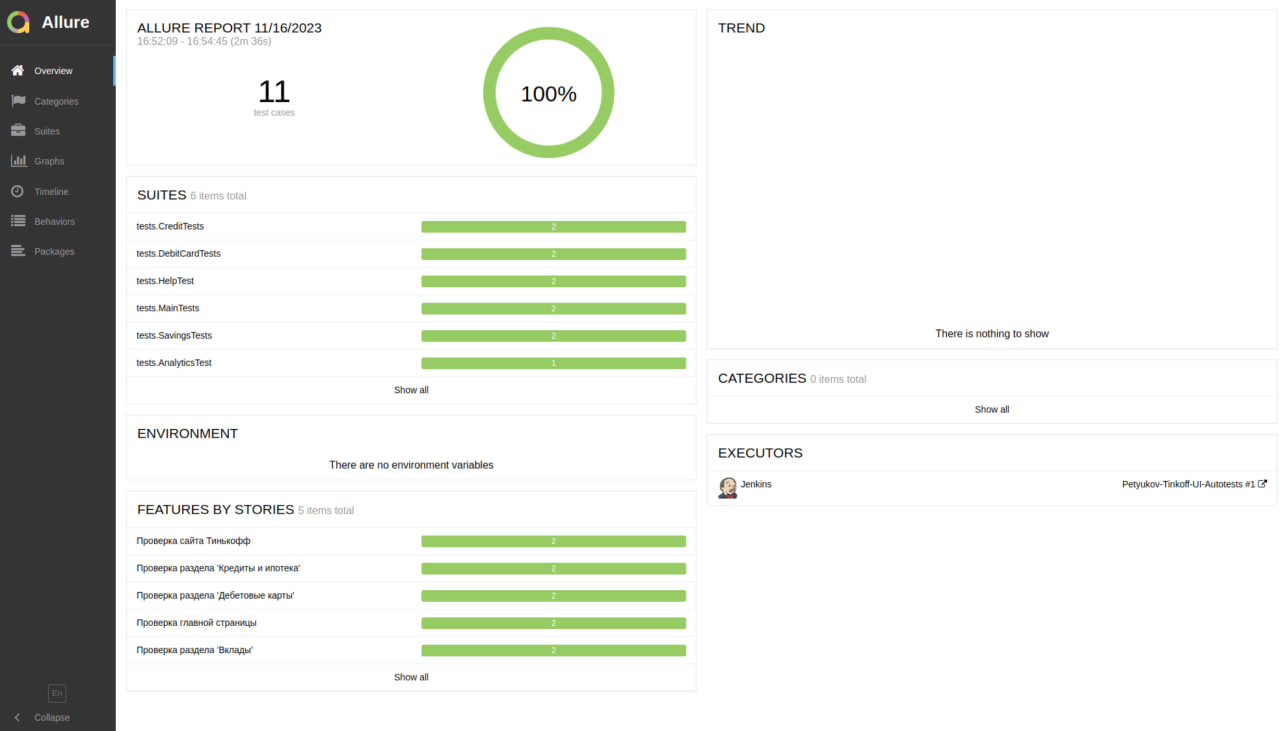 Allure
Overview
Categories
Suites
Graphs
Timeline
Behaviors
Packages
En
Collapse
ALLURE REPORT 11/16/2023
16:52:09 - 16:54:45 (2m 36s)
11
test cases
100%
SUITES 6 items total
tests.CreditTests 2
tests.DebitCardTests 2
tests.HelpTest 2
tests.MainTests 2
tests.SavingsTests 2
tests.AnalyticsTest 1
Show all
ENVIRONMENT
There are no environment variables
FEATURES BY STORIES 5 items total
Проверка сайта Тинькофф 2
Проверка раздела 'Кредиты и ипотека' 2
Проверка раздела 'Дебетовые карты' 2
Проверка главной страницы 2
Проверка раздела 'Вклады' 2
Show all
TREND
There is nothing to show
CATEGORIES 0 items total
Show all
EXECUTORS
Jenkins Petyukov-Tinkoff-UI-Autotests #1